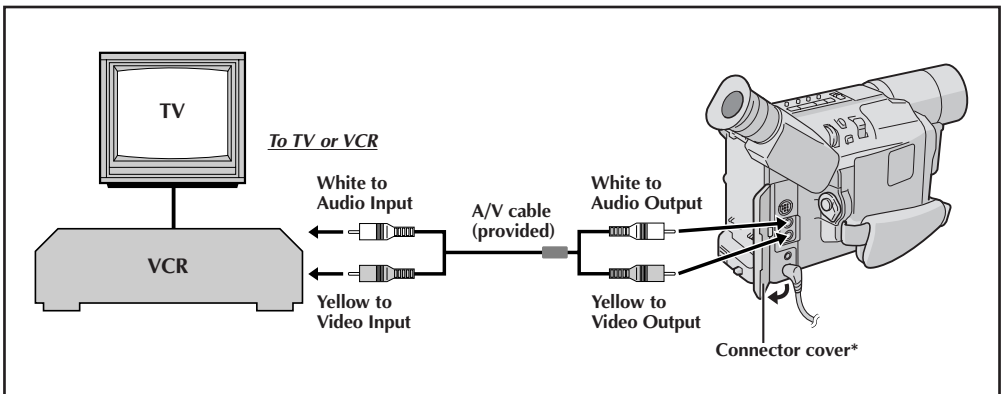 TV
To TV or VCR
White to
Audio Input
A/V cable
(provided)
White to
Audio Output
VCR
Yellow to
Video Input
Yellow to
Video Output
Connector cover*